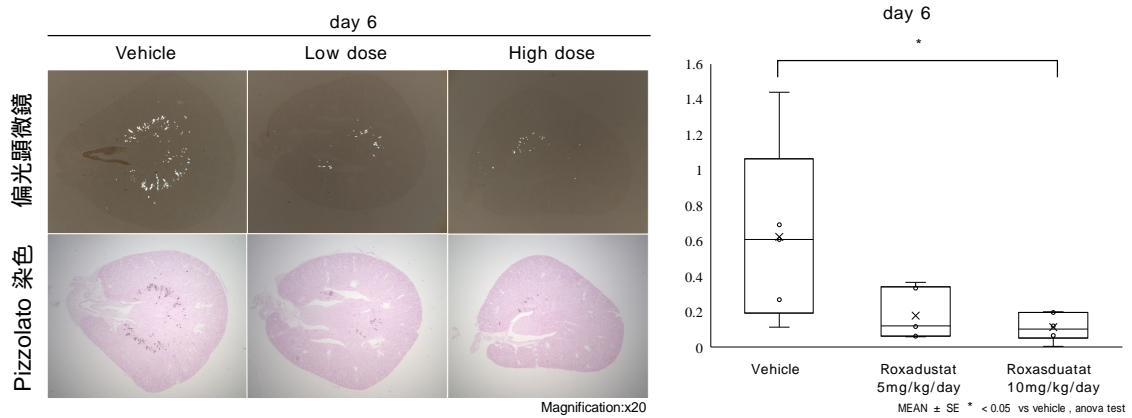 day 6
Vehicle
Low dose
High dose
偏光顕微鏡
Pizzolato 染色
Magnification:x20
day 6
*
1.6
1.4
1.2
1
0.8
0.6
0.4
0.2
0
Vehicle
Roxadustat
5mg/kg/day
Roxasduatat
10mg/kg/day
MEAN ± SE * < 0.05 vs vehicle , anova test